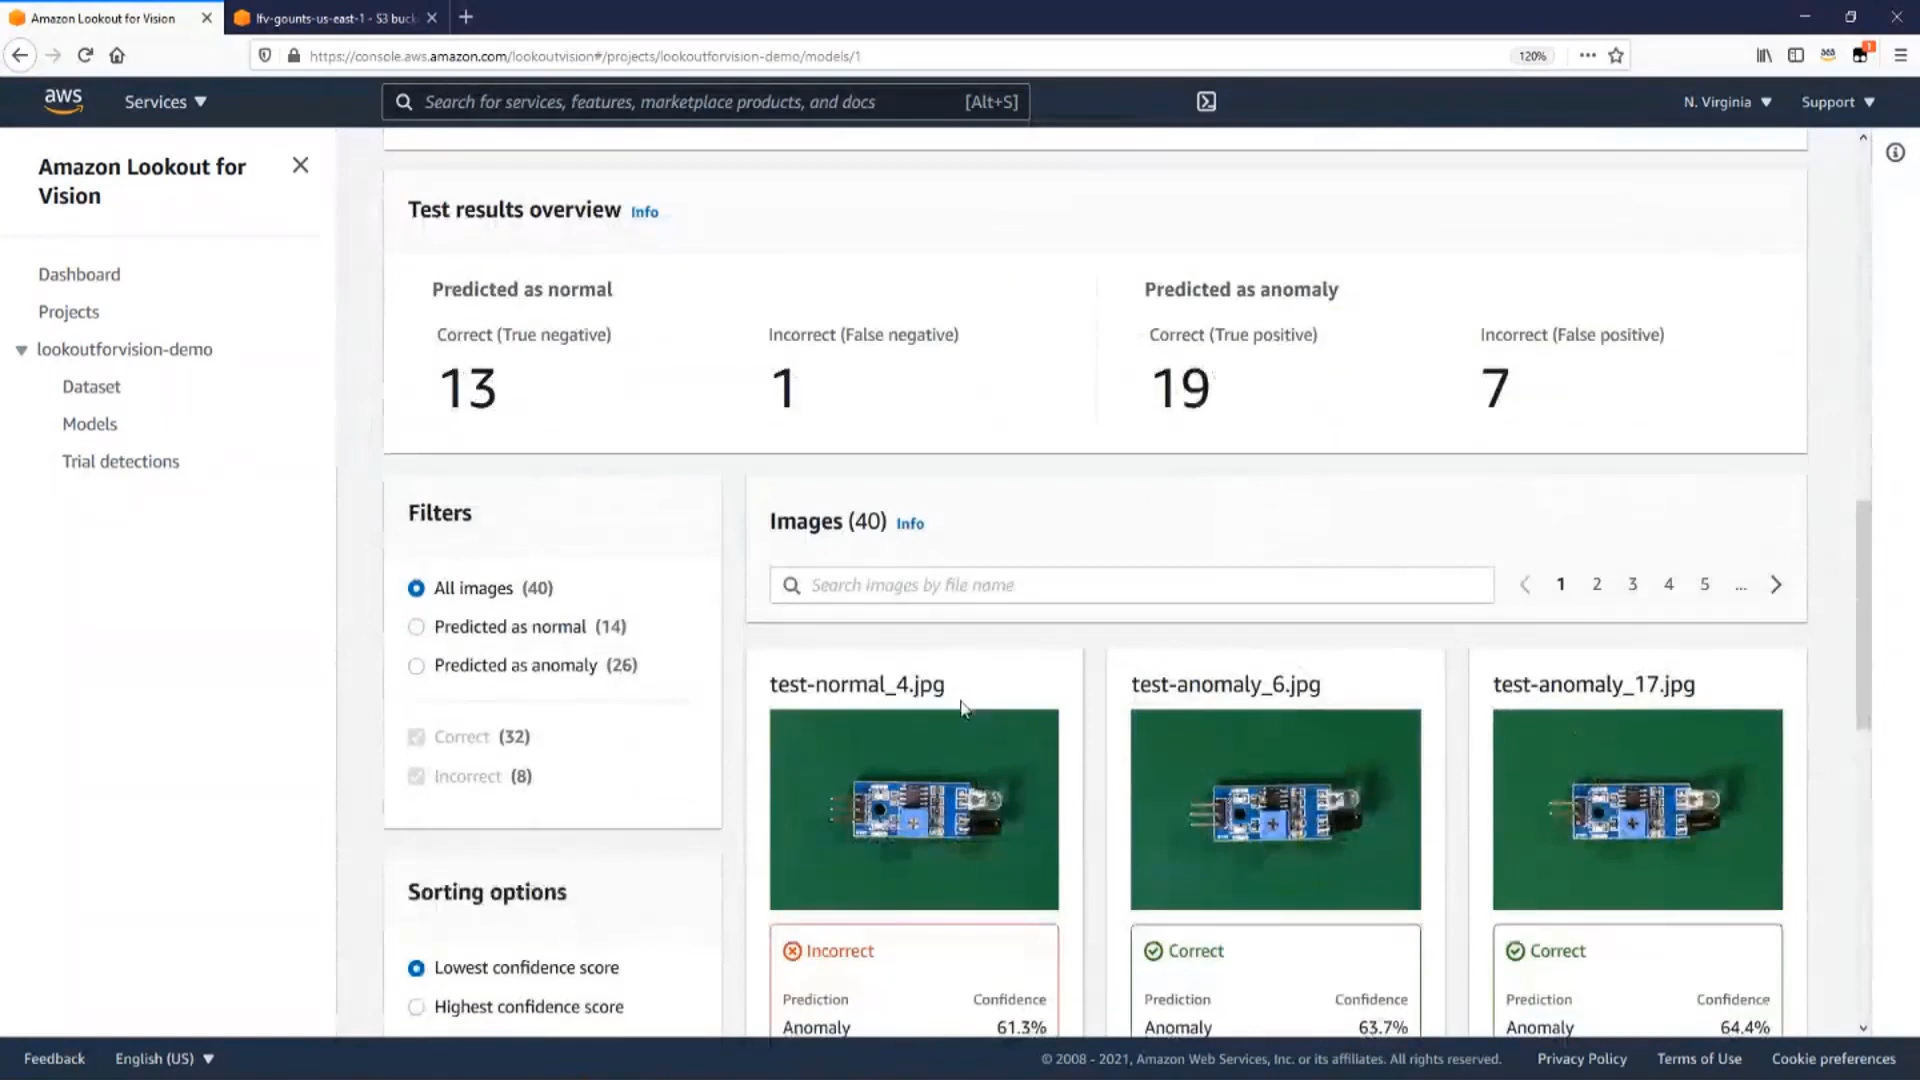 Amazon Lookout for Vision
lfv-gounts-us-east-1 - S3 buck
https://console.aws.amazon.com/lookoutvision#/projects/lookoutforvision-demo/models/1
120%
aws
Services
Search for services, features, marketplace products, and docs
[Alt+S]
N. Virginia
Support
Amazon Lookout for
Vision
Dashboard
Projects
lookoutforvision-demo
Dataset
Models
Trial detections
Test results overview Info
Predicted as normal
Correct (True negative)
13
Incorrect (False negative)
1
Predicted as anomaly
Correct (True positive)
19
Incorrect (False positive)
7
Filters
All images (40)
Predicted as normal (14)
Predicted as anomaly (26)
Correct (32)
Incorrect (8)
Sorting options
Lowest confidence score
Highest confidence score
Images (40) Info
Search images by file name
1 2 3 4 5 ...
test-normal_4.jpg
Incorrect
Prediction Confidence
Anomaly 61.3%
test-anomaly_6.jpg
Correct
Prediction Confidence
Anomaly 63.7%
test-anomaly_17.jpg
Correct
Prediction Confidence
Anomaly 64.4%
Feedback
English (US)
© 2008 - 2021, Amazon Web Services, Inc. or its affiliates. All rights reserved.
Privacy Policy
Terms of Use
Cookie preferences